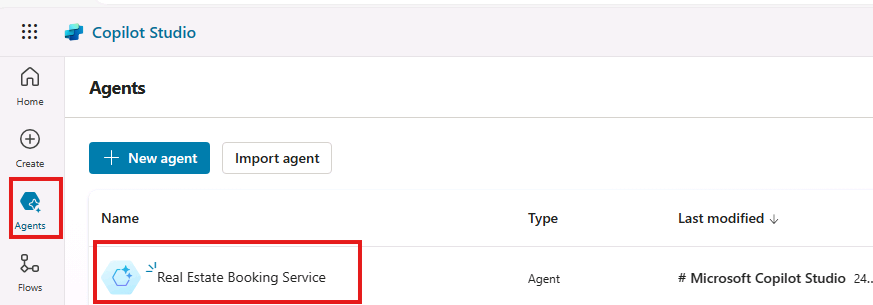 Copilot Studio
Home
Create
Agents
Flows
Agents
New agent
Import agent
Name Type Last modified ↓
Real Estate Booking Service Agent # Microsoft Copilot Studio 24...